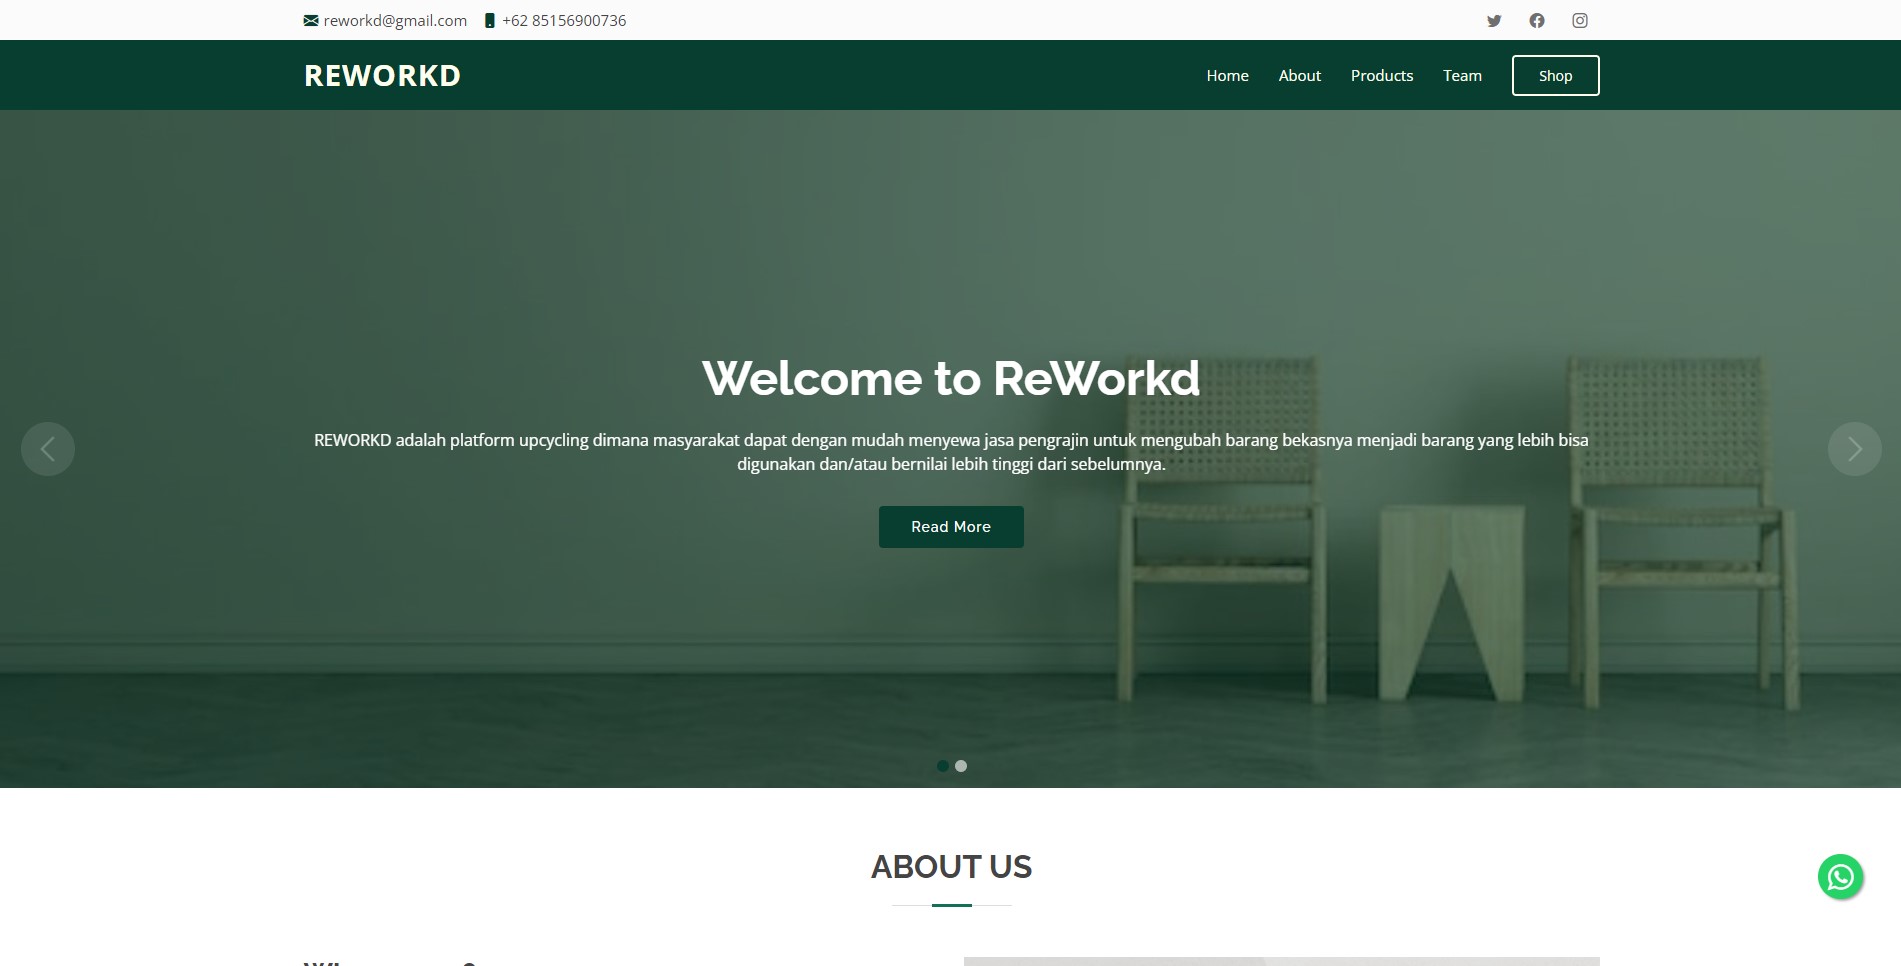 reworkd@gmail.com +62 85156900736
REWORKD
Home About Products Team Shop
Welcome to ReWorkd
REWORKD adalah platform upcycling dimana masyarakat dapat dengan mudah menyewa jasa pengrajin untuk mengubah barang bekasnya menjadi barang yang lebih bisa
digunakan dan/atau bernilai lebih tinggi dari sebelumnya.
Read More
ABOUT US